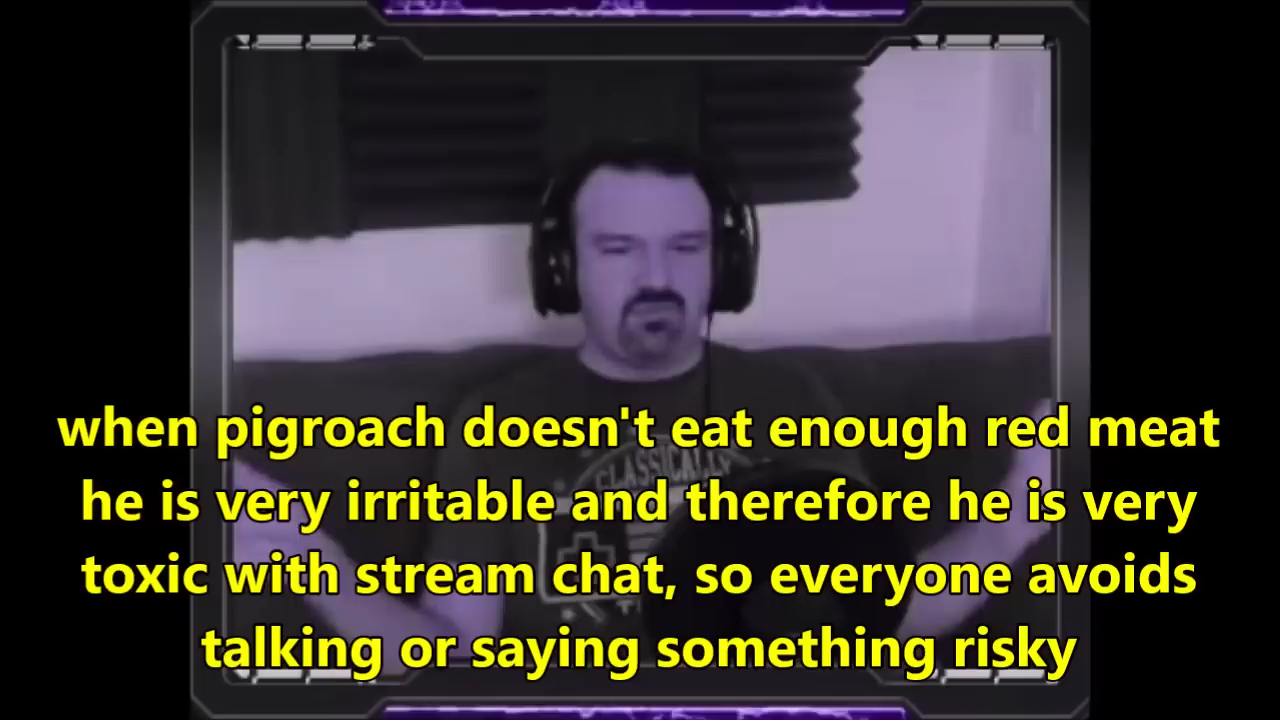 when pigroach doesn't eat enough red meat
he is very irritable and therefore he is very
toxic with stream chat, so everyone avoids
talking or saying something risky
CLASSICALLY